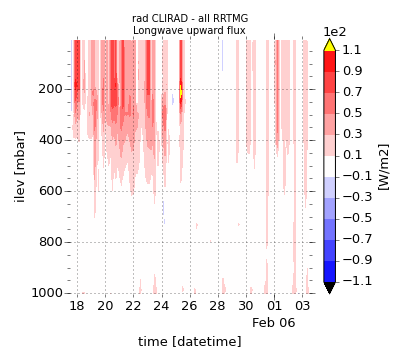 rad CLIRAD - all RRTMG
Longwave upward flux
1e2
1.1
0.9
0.7
0.5
0.3
0.1
−0.1
−0.3
−0.5
−0.7
−0.9
−1.1
[W/m2]
ilev [mbar]
200
400
600
800
1000
18 20 22 24 26 28 30 01 03
Feb 06
time [datetime]